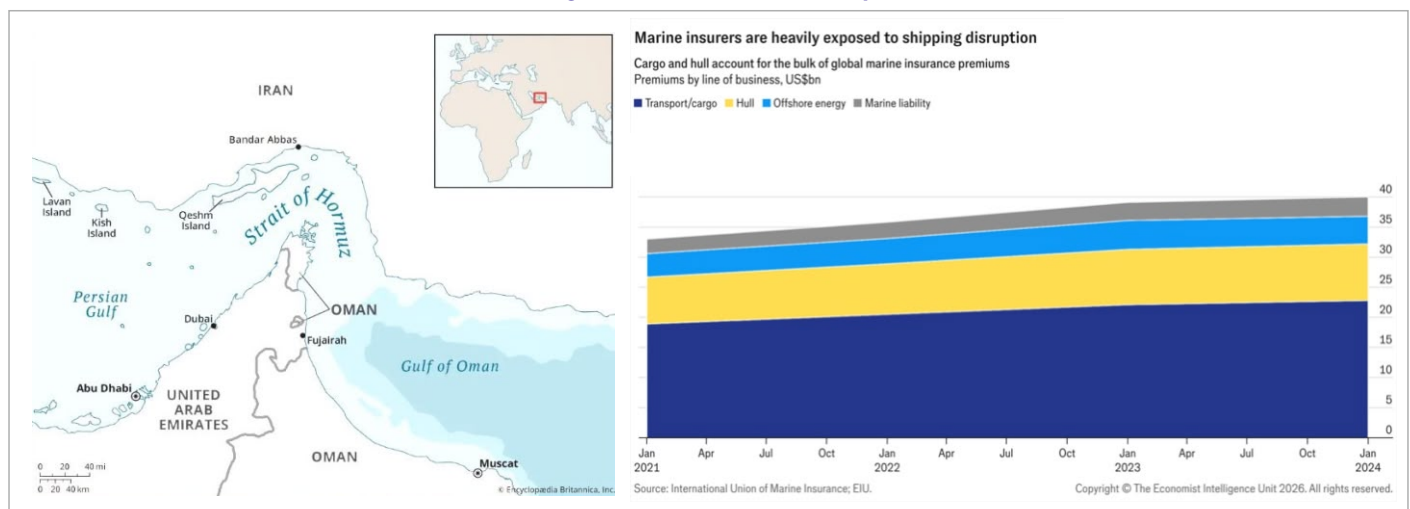 IRAN
Bandar Abbas
Lavan
Island
Kish
Island
Qeshm
Island
Strait of Hormuz
Persian
Gulf
Dubai
OMAN
Fujairah
Gulf of Oman
Abu Dhabi
UNITED
ARAB
EMIRATES
OMAN
Muscat
0 20 40 mi
0 20 40 km
© Encyclopædia Britannica, Inc.
Marine insurers are heavily exposed to shipping disruption
Cargo and hull account for the bulk of global marine insurance premiums
Premiums by line of business, US$bn
Transport/cargo Hull Offshore energy Marine liability
40
35
30
25
20
15
10
5
0
Jan Apr Jul Oct Jan Apr Jul Oct Jan Apr Jul Oct Jan
2021 2022 2023 2024
Source: International Union of Marine Insurance; EIU.
Copyright © The Economist Intelligence Unit 2026. All rights reserved.